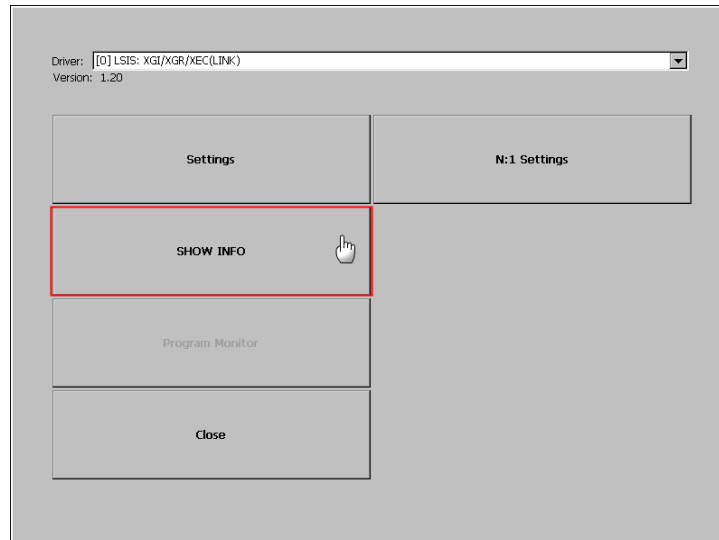 Driver: [0] LSIS: XGI/XGR/XEC(LINK)
Version: 1.20
Settings
N:1 Settings
SHOW INFO
Program Monitor
Close